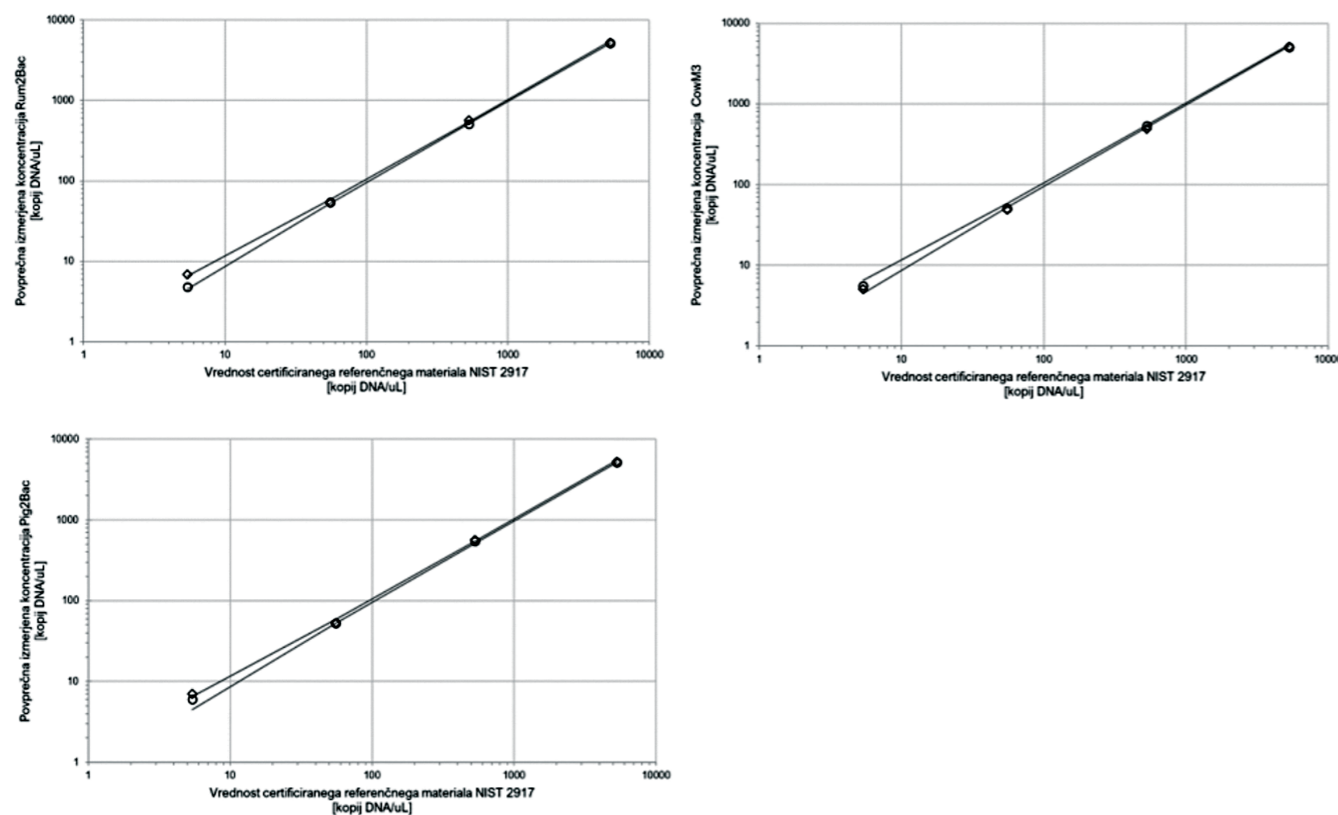 Povprečna izmerjena koncentracija Rum2Bac
[kopij DNA/uL]
10000
1000
100
10
1
1 10 100 1000 10000
Vrednost certificiranega referenčnega materiala NIST 2917
[kopij DNA/uL]
Povprečna izmerjena koncentracija CowM3
[kopij DNA/uL]
10000
1000
100
10
1
1 10 100 1000 10000
Vrednost certificiranega referenčnega materiala NIST 2917
[kopij DNA/uL]
Povprečna izmerjena koncentracija Pig2Bac
[kopij DNA/uL]
10000
1000
100
10
1
1 10 100 1000 10000
Vrednost certificiranega referenčnega materiala NIST 2917
[kopij DNA/uL]